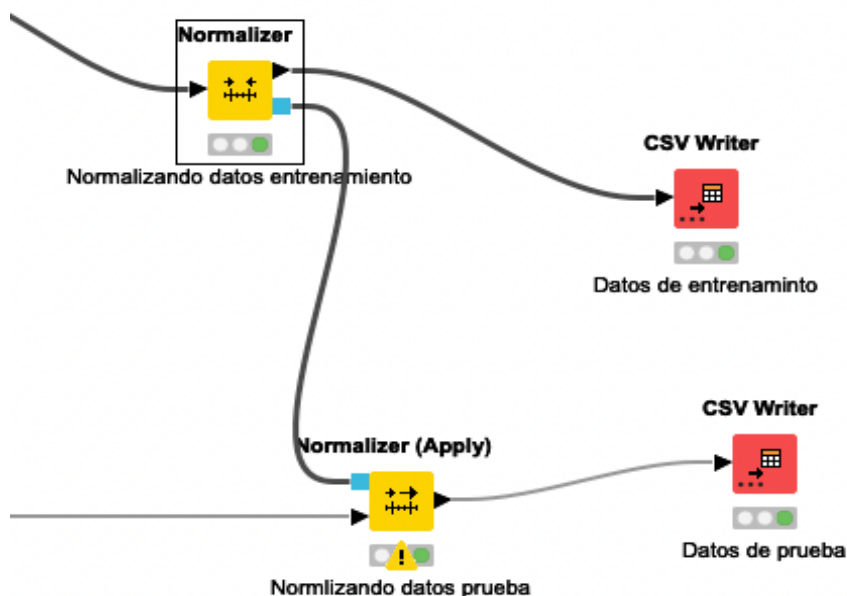 Normalizer
Normalizando datos entrenamiento
CSV Writer
Datos de entrenaminto
CSV Writer
Datos de prueba
Normalizer (Apply)
Normlizando datos prueba